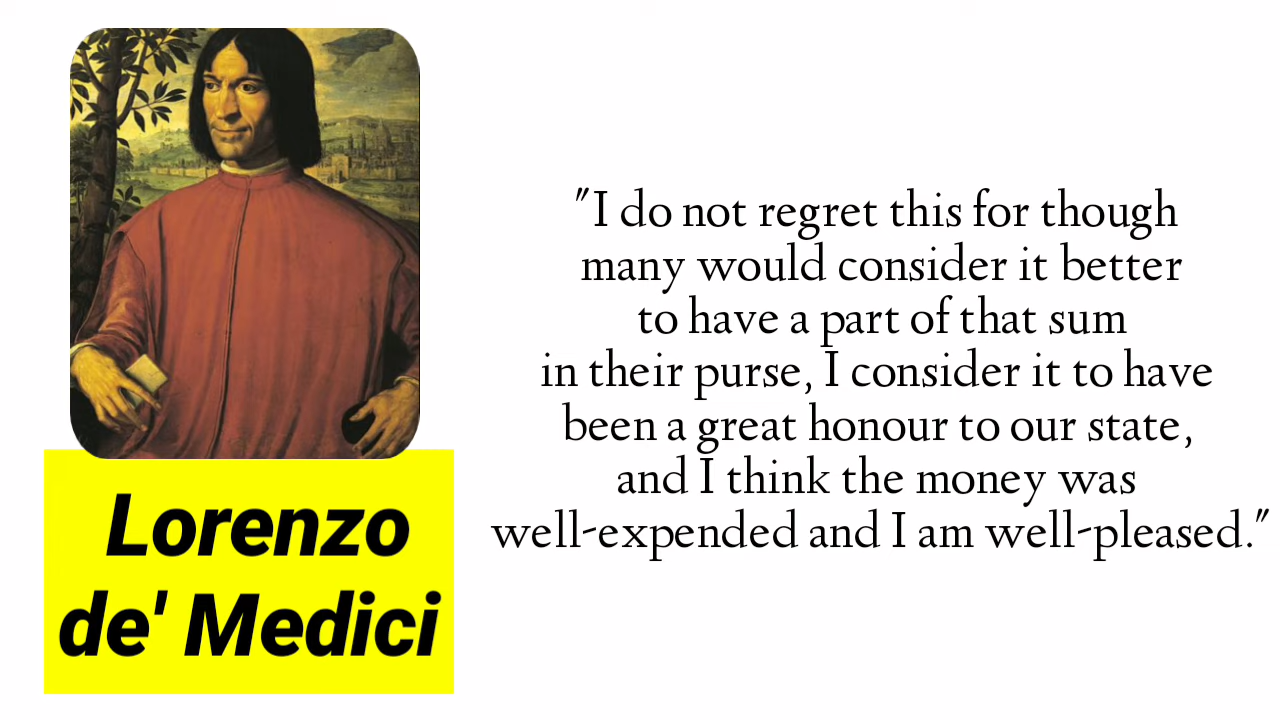 "I do not regret this for though
many would consider it better
to have a part of that sum
in their purse, I consider it to have
been a great honour to our state,
and I think the money was
well-expended and I am well-pleased."
Lorenzo
de' Medici